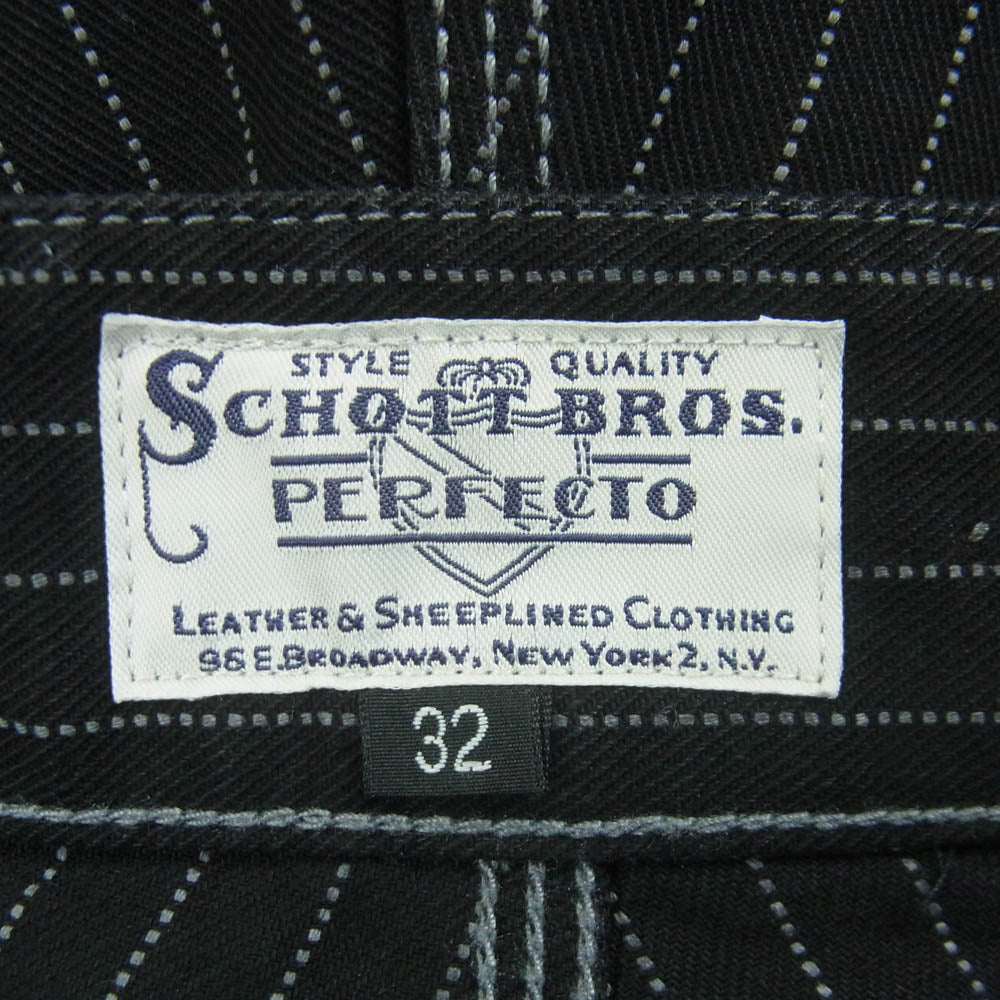 STYLE QUALITY
SCHOTT BROS.
PERFECTO
LEATHER & SHEEPLINED CLOTHING
96 E. BROADWAY, NEW YORK 2, N.Y.
32